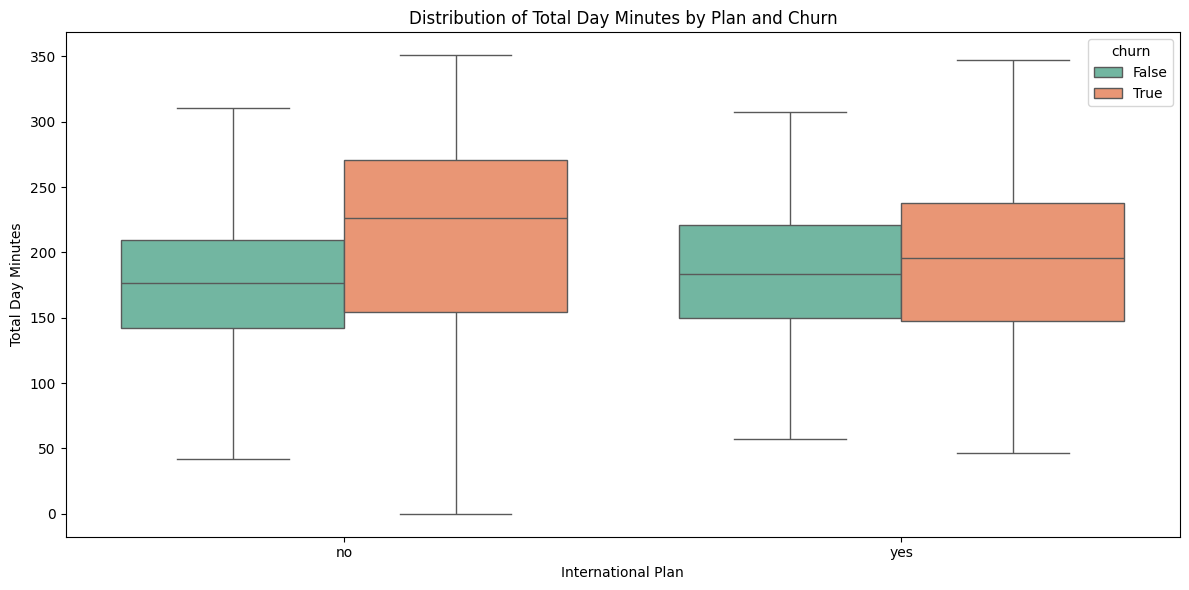 Distribution of Total Day Minutes by Plan and Churn
churn
False
True
Total Day Minutes
350
300
250
200
150
100
50
0
no
yes
International Plan